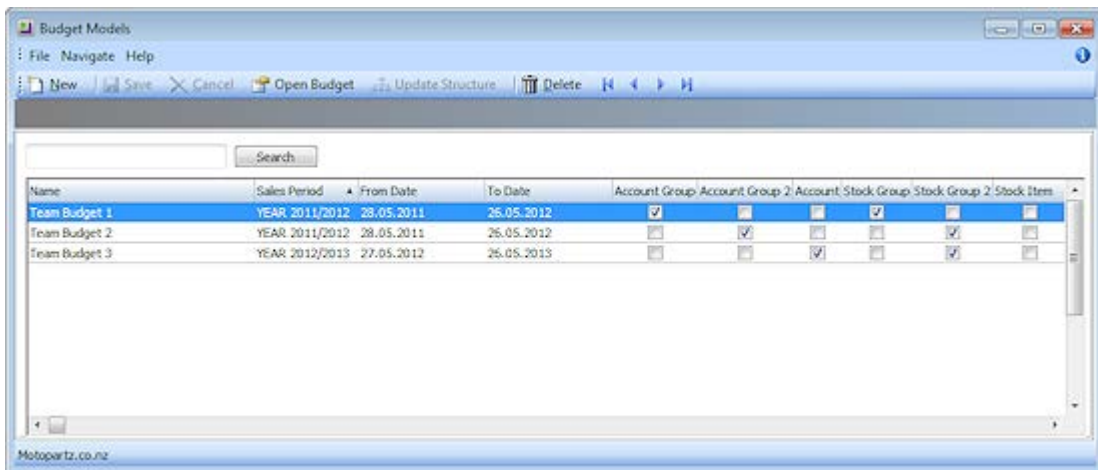 Budget Models
File Navigate Help
New Save Cancel Open Budget Update Structure Delete
Search
Name Sales Period From Date To Date Account Group Account Group 2 Account Stock Group Stock Group 2 Stock Item
Team Budget 1 YEAR 2011/2012 28.05.2011 26.05.2012
Team Budget 2 YEAR 2011/2012 28.05.2011 26.05.2012
Team Budget 3 YEAR 2012/2013 27.05.2012 26.05.2013
Motopartz.co.nz